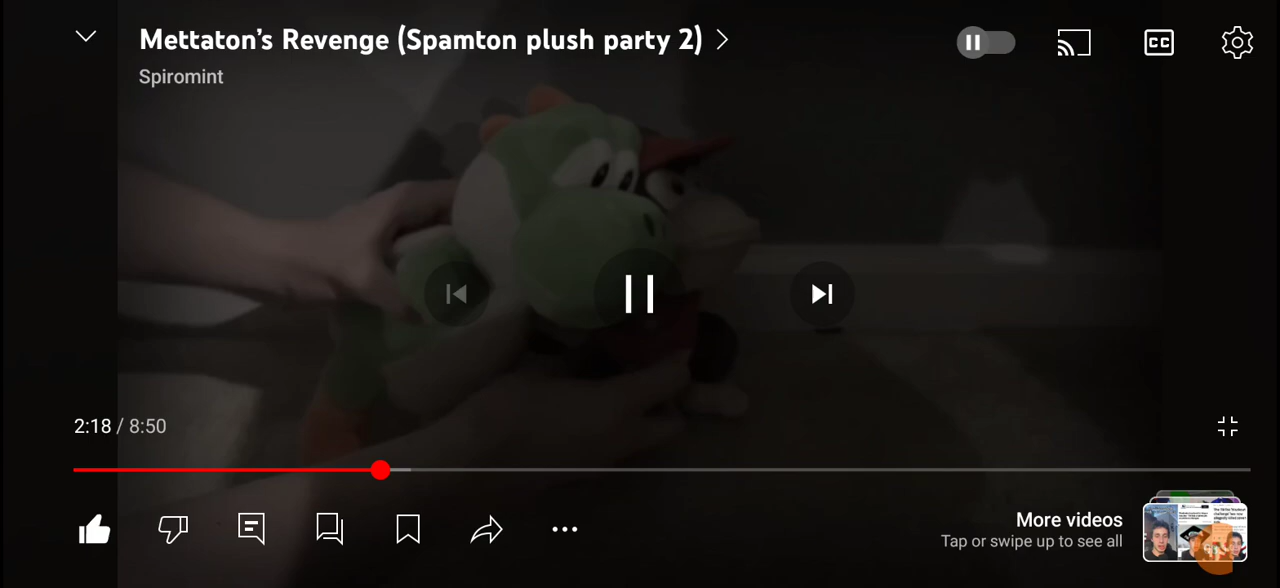 Mettaton's Revenge (Spamton plush party 2)
Spiromint
CC
2:18 / 8:50
More videos
Tap or swipe up to see all